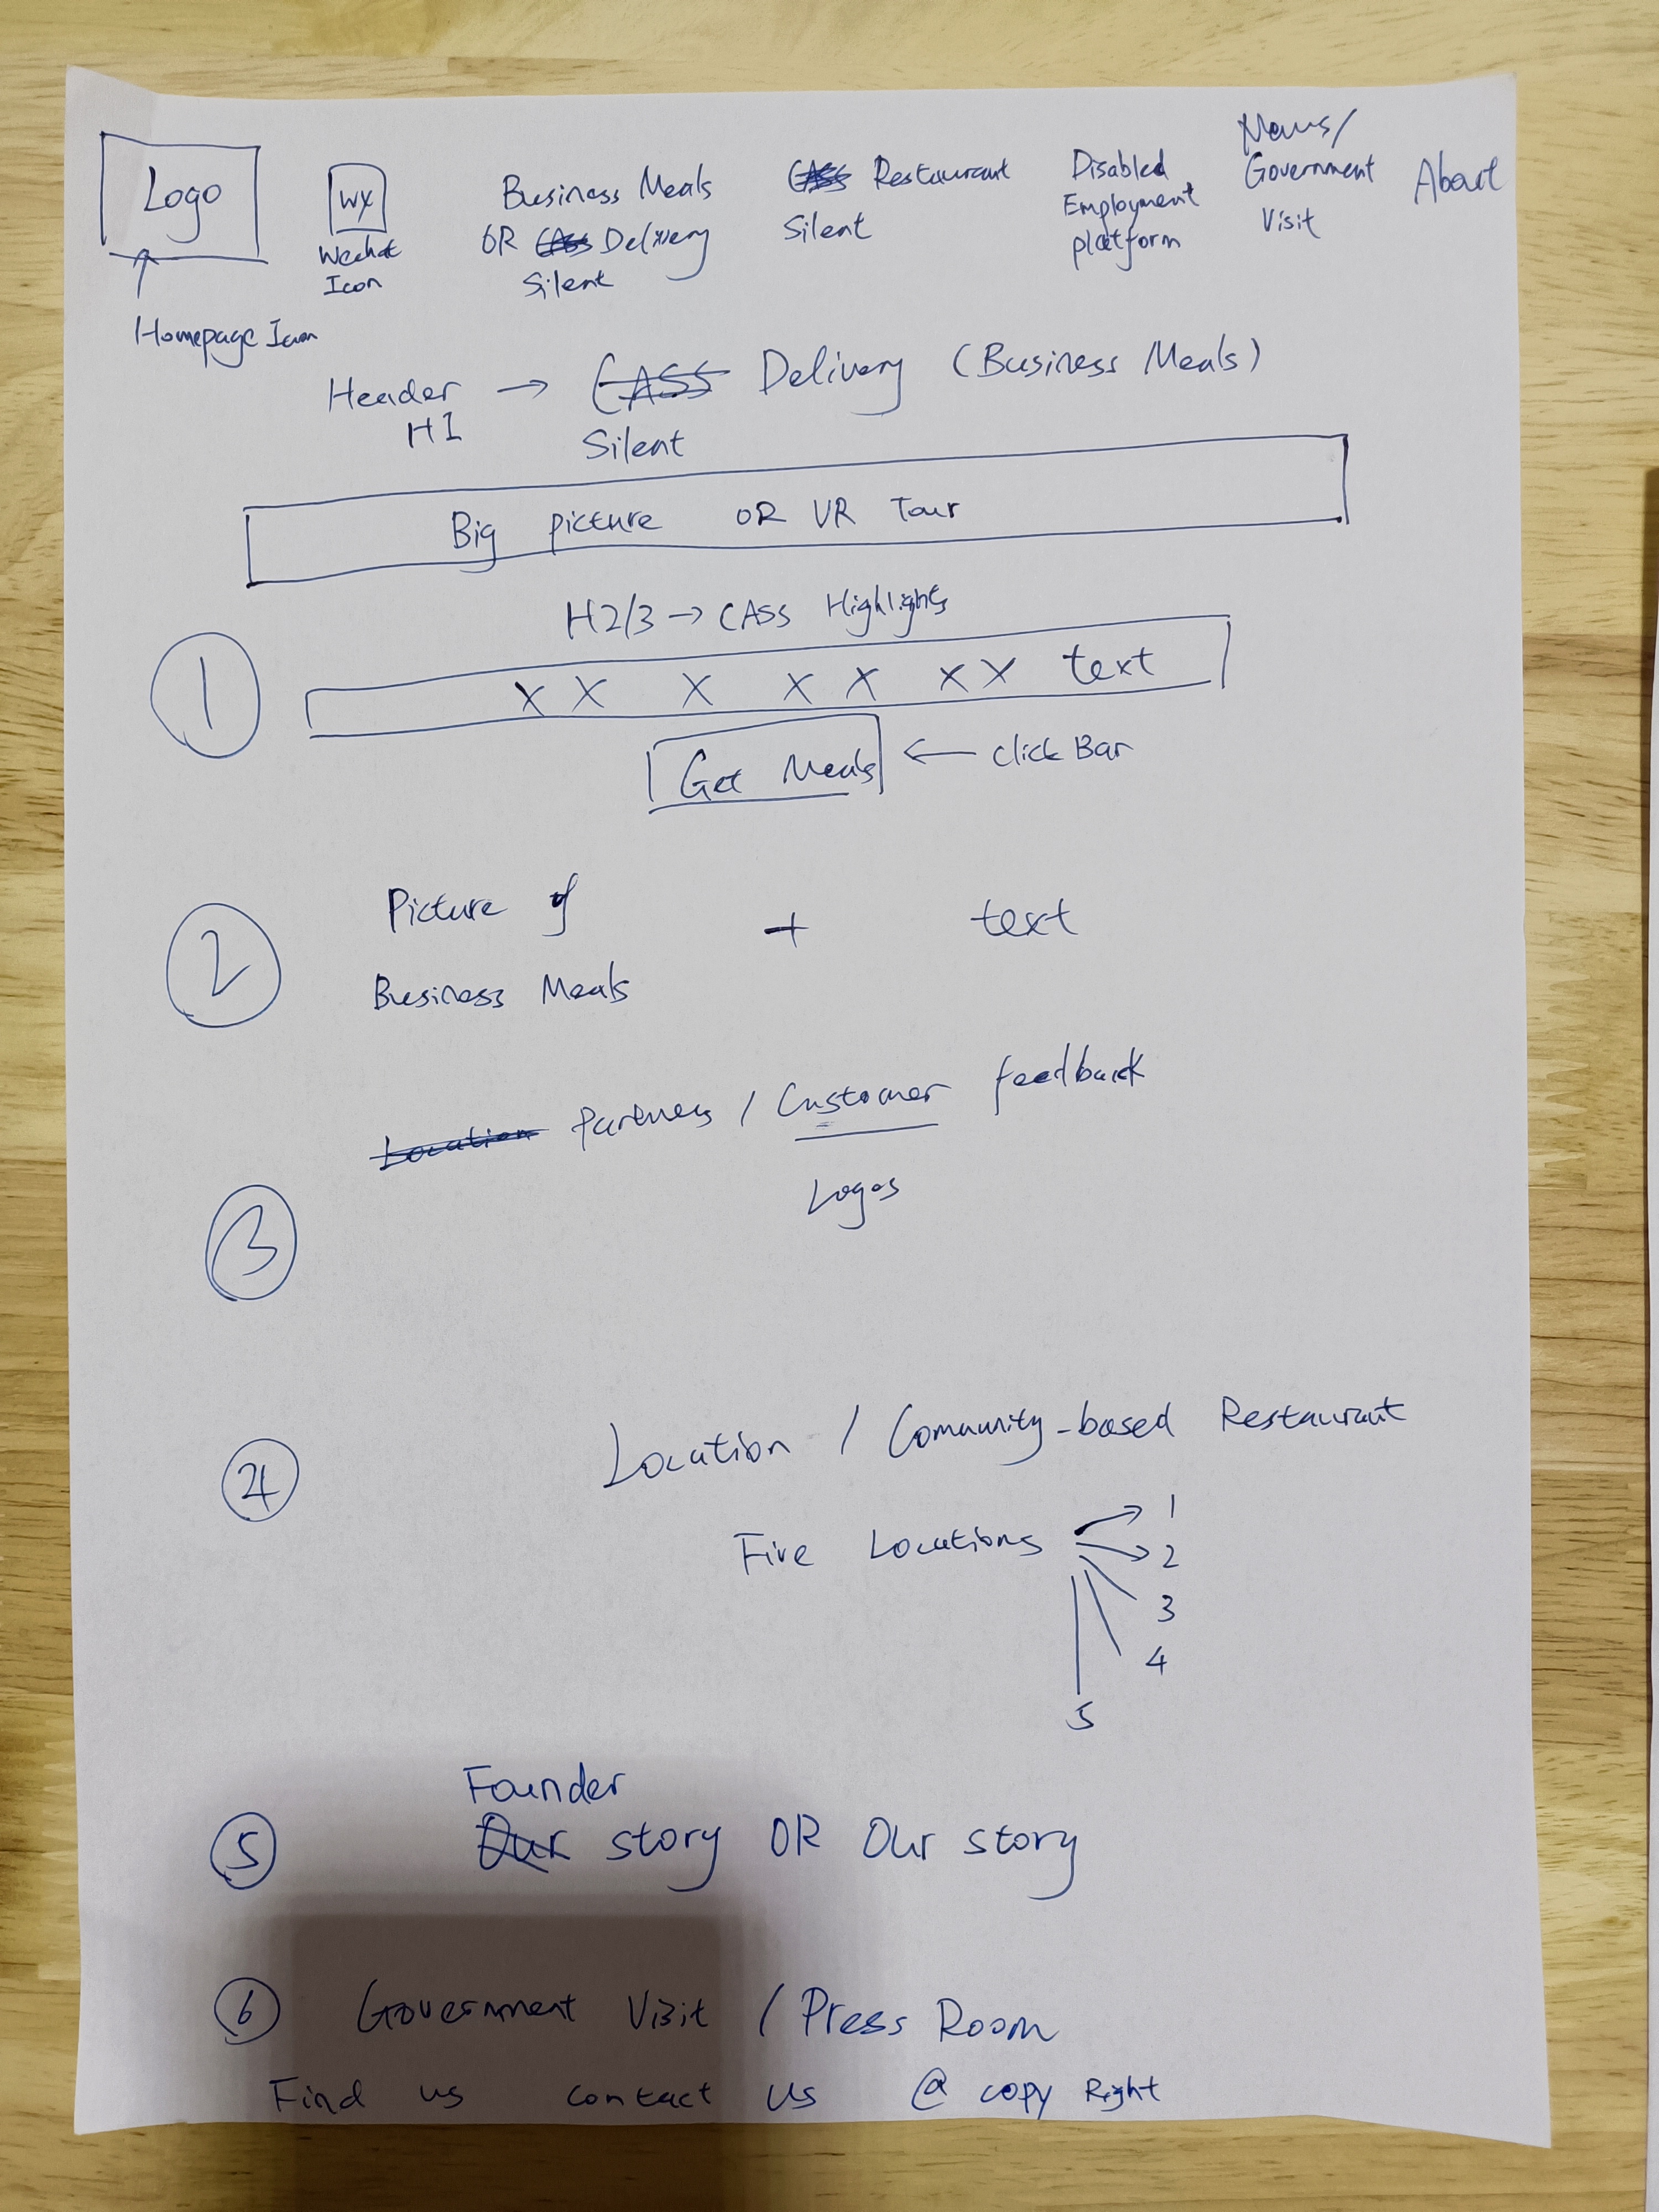 Logo
Homepage Icon
WX
Wechat
Icon
Business Meals
OR CASS Delivery
Silent
CASS Restaurant
Silent
Disabled
Employment
platform
News/
Government
Visit
About
Header → CASS Delivery (Business Meals)
H1
Silent
Big picture OR VR Tour
H2/3 → CASS Highlights
1
X X X X X X X text
Get Meals ← click Bar
2
Picture of
Business Meals
+
text
Location Partners / Customer feedback
Logos
3
4
Location / Community-based Restaurant
Five Locations
1
2
3
4
5
Founder
5
Our story OR Our story
6 Government Visit / Press Room
Find us contact us @ copy Right